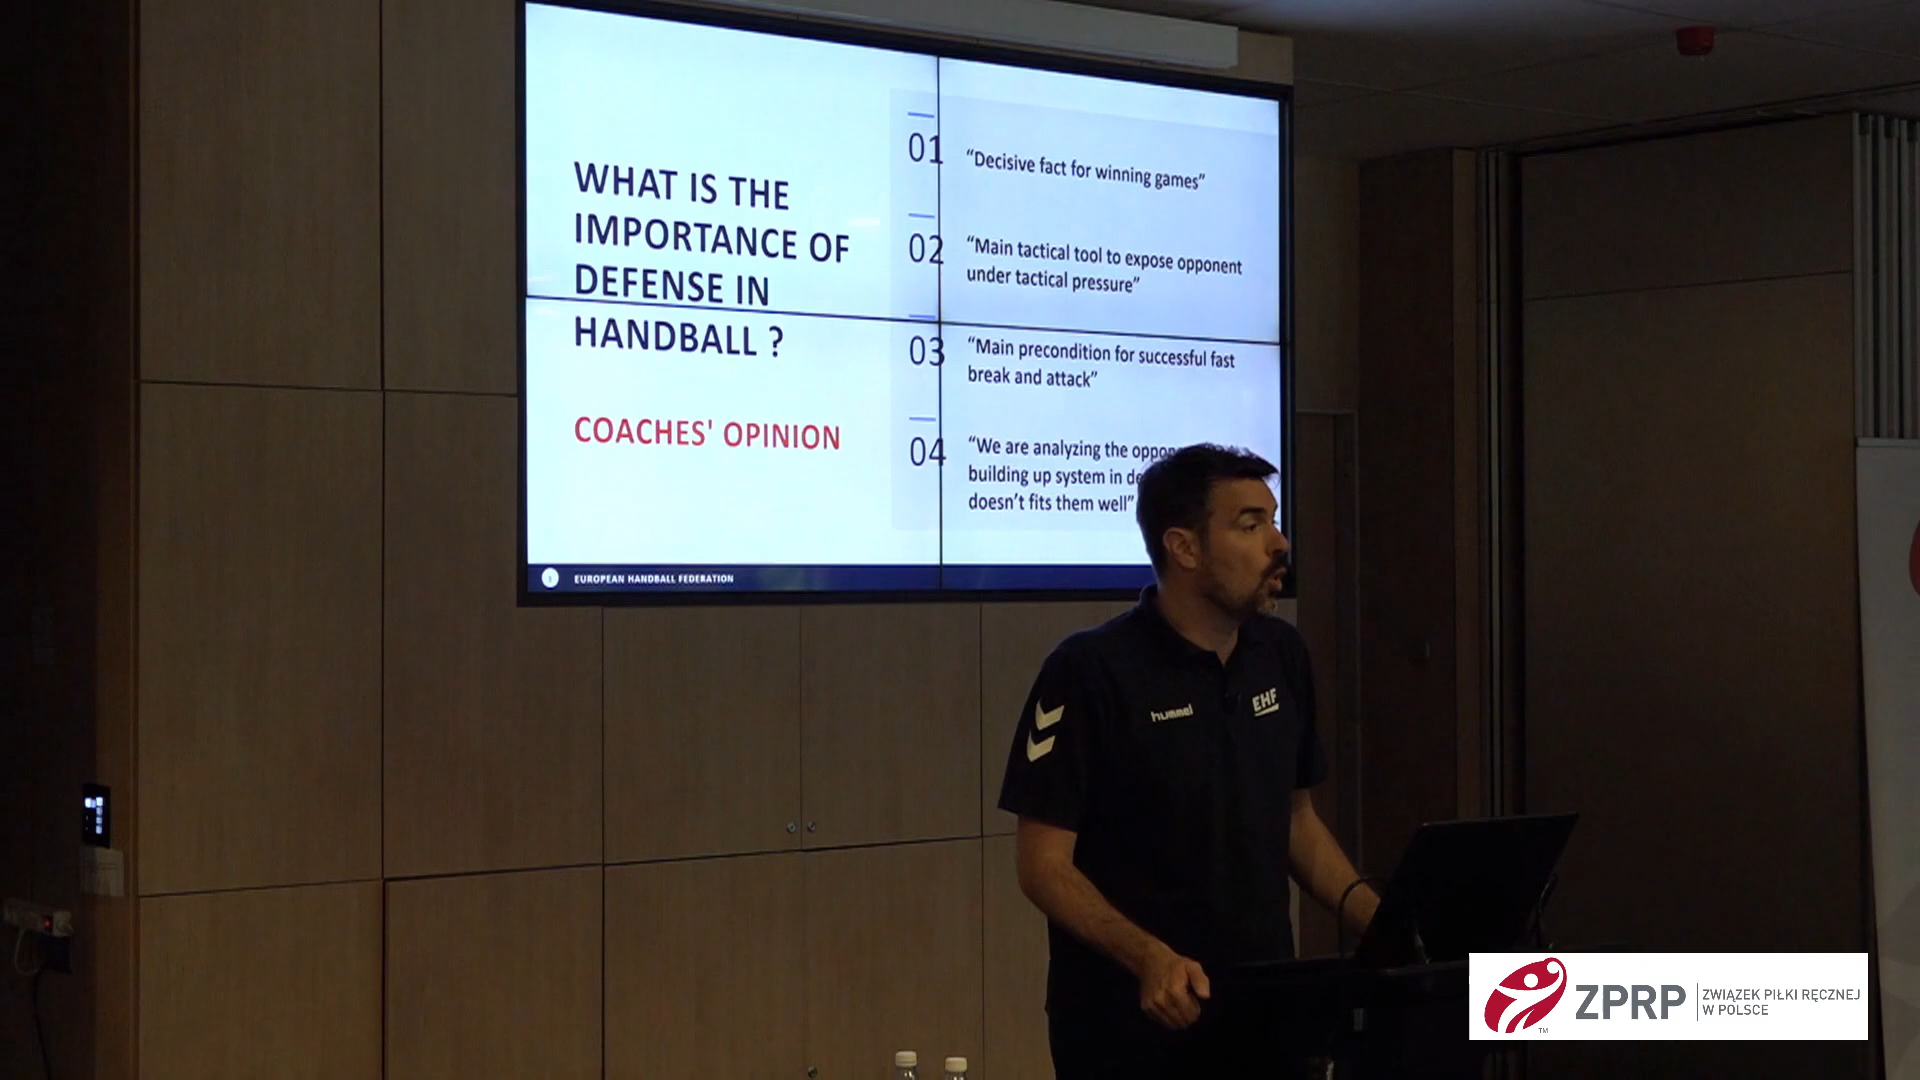 WHAT IS THE
IMPORTANCE OF
DEFENSE IN
HANDBALL ?
COACHES' OPINION
01
“Decisive fact for winning games”
02
“Main tactical tool to expose opponent
under tactical pressure”
03
“Main precondition for successful fast
break and attack”
04
“We are analyzing the
building up system in
doesn’t fits them well”
EUROPEAN HANDBALL FEDERATION
hummel
EHF
ZPRP
ZWIĄZEK PIŁKI RĘCZNEJ
W POLSCE
TM